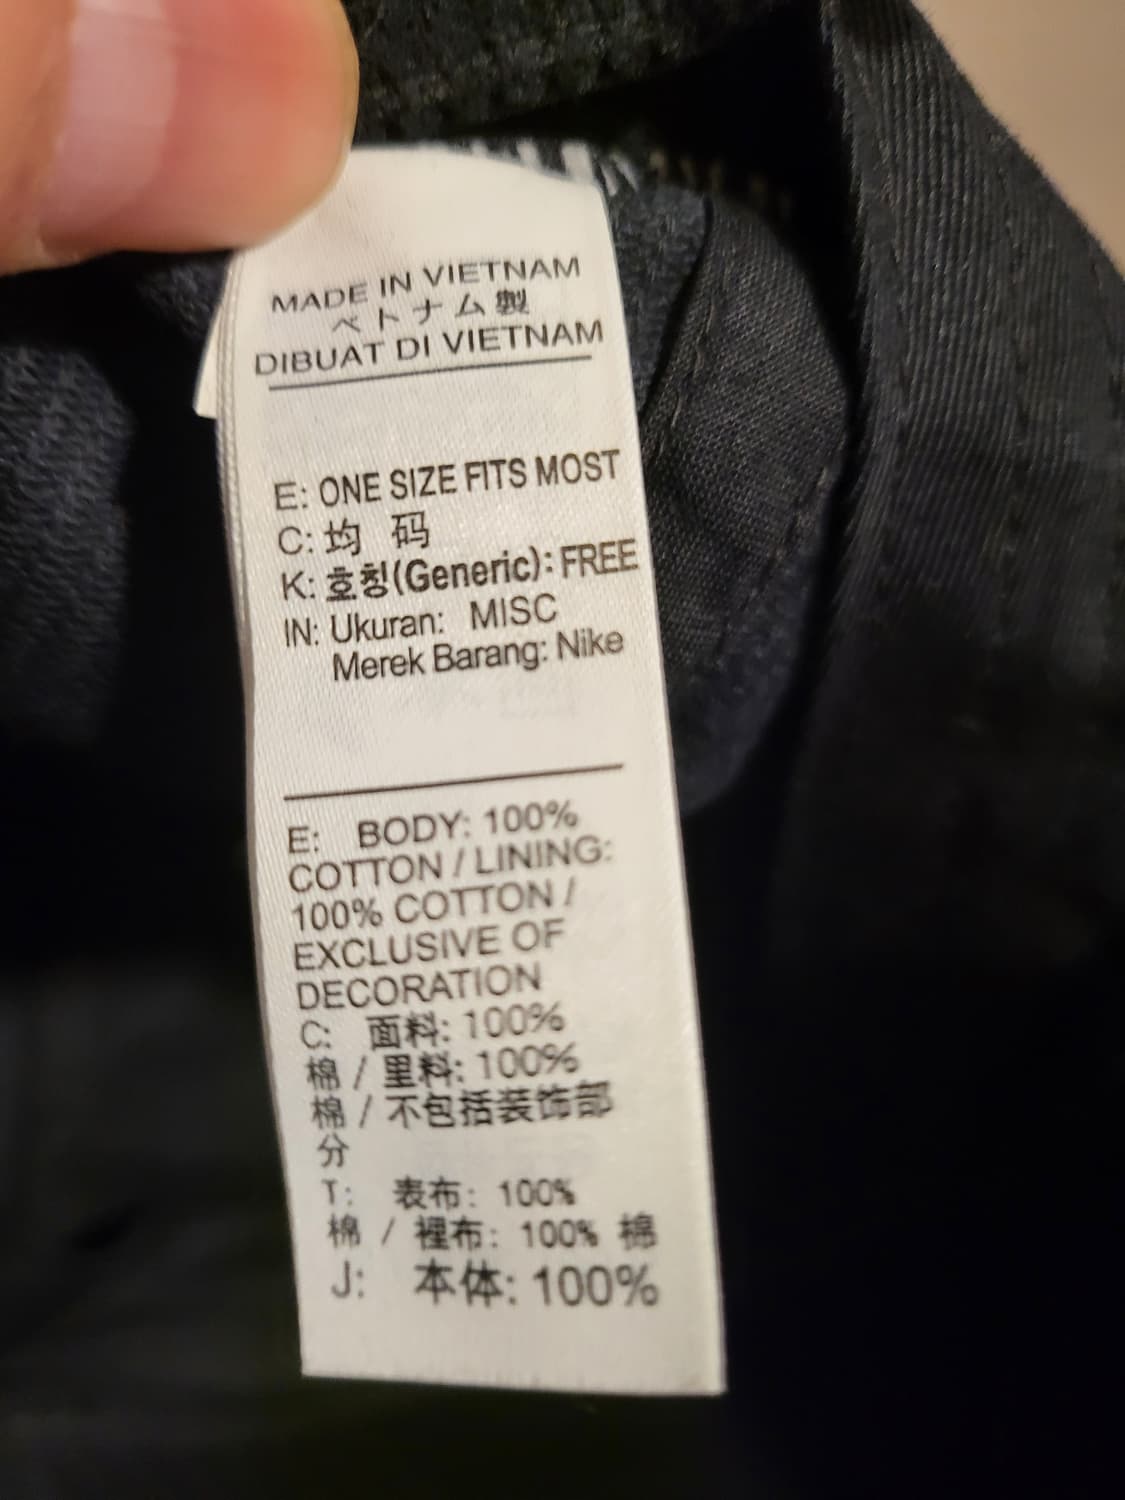 MADE IN VIETNAM
ベトナム製
DIBUAT DI VIETNAM
E: ONE SIZE FITS MOST
C: 均 码
K: 호칭(Generic): FREE
IN: Ukuran: MISC
Merek Barang: Nike
E: BODY: 100%
COTTON / LINING:
100% COTTON /
EXCLUSIVE OF
DECORATION
C: 面料: 100%
棉 / 里料: 100%
棉 / 不包括装饰部
分
T: 表布: 100%
棉 / 裡布: 100% 棉
J: 本体: 100%